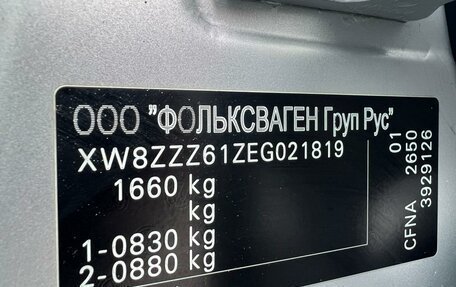 ООО "ФОЛЬКСВАГЕН Груп Рус"
XW8ZZZ61ZEG021819
1660 kg
kg
1-0830 kg
2-0880 kg
01
CFNA 2650
3929126